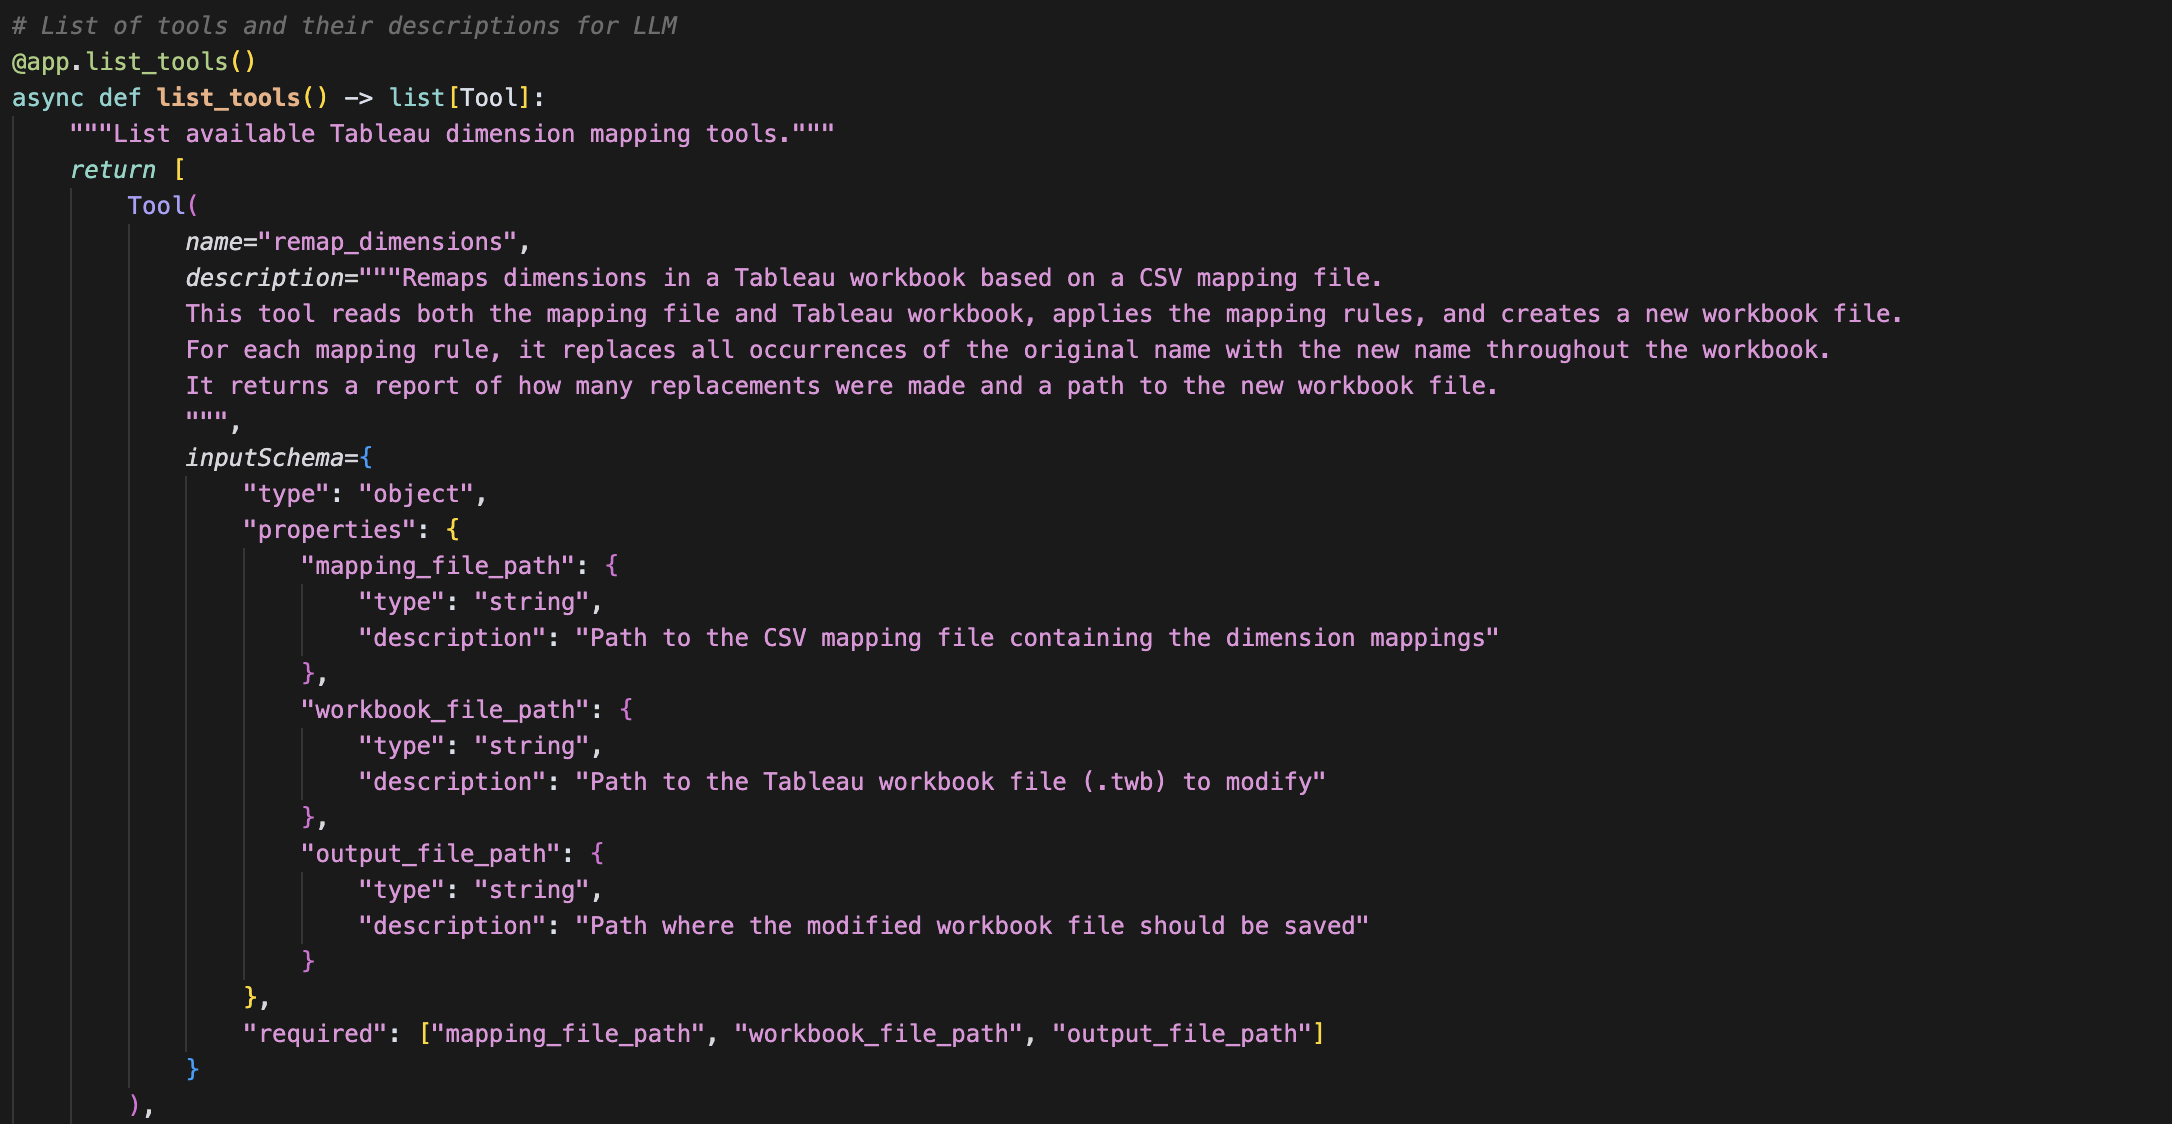 # List of tools and their descriptions for LLM
@app.list_tools()
async def list_tools() -> list[Tool]:
    """List available Tableau dimension mapping tools."""
    return [
        Tool(
            name="remap_dimensions",
            description="""Remaps dimensions in a Tableau workbook based on a CSV mapping file.
            This tool reads both the mapping file and Tableau workbook, applies the mapping rules, and creates a new workbook file.
            For each mapping rule, it replaces all occurrences of the original name with the new name throughout the workbook.
            It returns a report of how many replacements were made and a path to the new workbook file.
            """,
            inputSchema={
                "type": "object",
                "properties": {
                    "mapping_file_path": {
                        "type": "string",
                        "description": "Path to the CSV mapping file containing the dimension mappings"
                    },
                    "workbook_file_path": {
                        "type": "string",
                        "description": "Path to the Tableau workbook file (.twb) to modify"
                    },
                    "output_file_path": {
                        "type": "string",
                        "description": "Path where the modified workbook file should be saved"
                    }
                },
                "required": ["mapping_file_path", "workbook_file_path", "output_file_path"]
            }
        ),